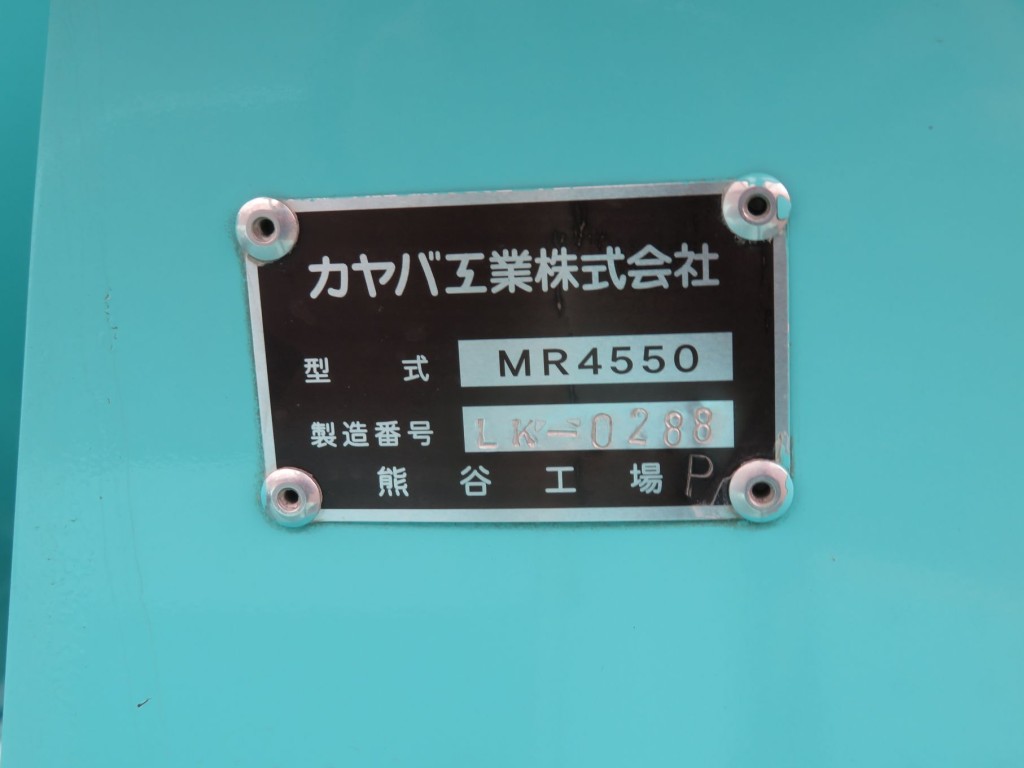 カヤバ工業株式会社
型式 MR4550
製造番号 LK-0288
熊谷工場